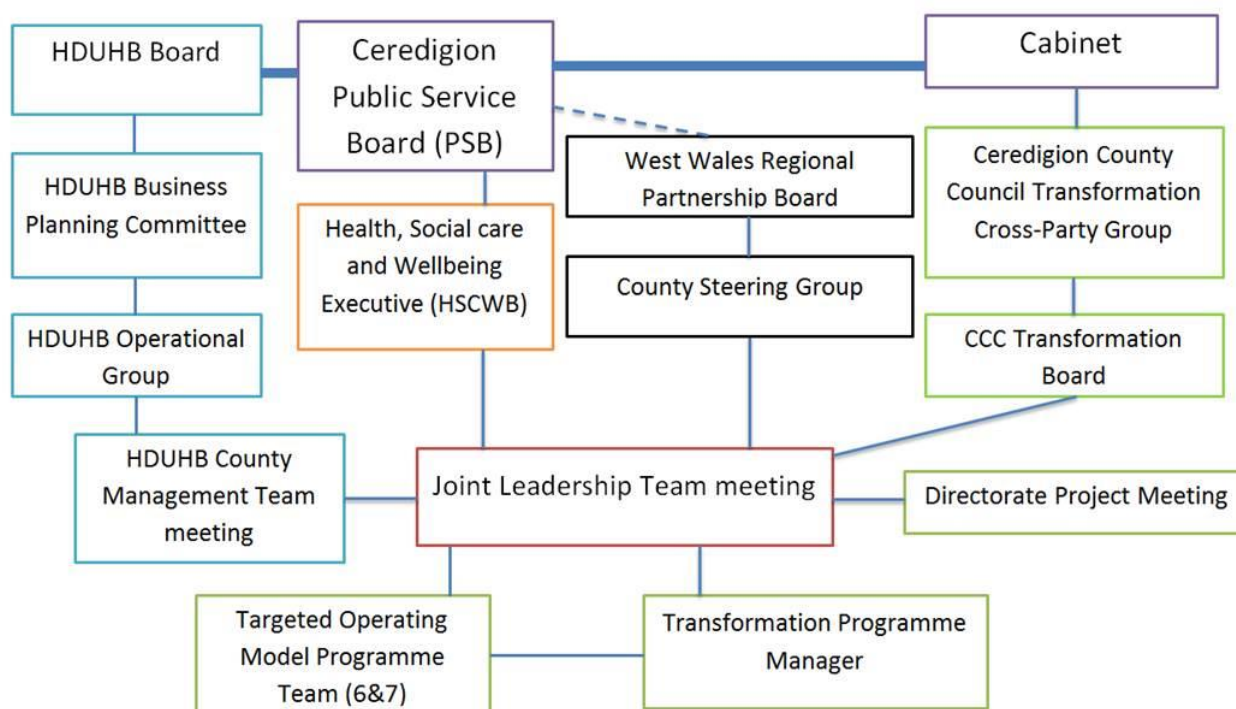 HDUHB Board
Ceredigion
Public Service
Board (PSB)
Cabinet
HDUHB Business
Planning Committee
Health, Social care
and Wellbeing
Executive (HSCWB)
West Wales Regional
Partnership Board
County Steering Group
Ceredigion County
Council Transformation
Cross-Party Group
HDUHB Operational
Group
CCC Transformation
Board
HDUHB County
Management Team
meeting
Joint Leadership Team meeting
Directorate Project Meeting
Targeted Operating
Model Programme
Team (6&7)
Transformation Programme
Manager